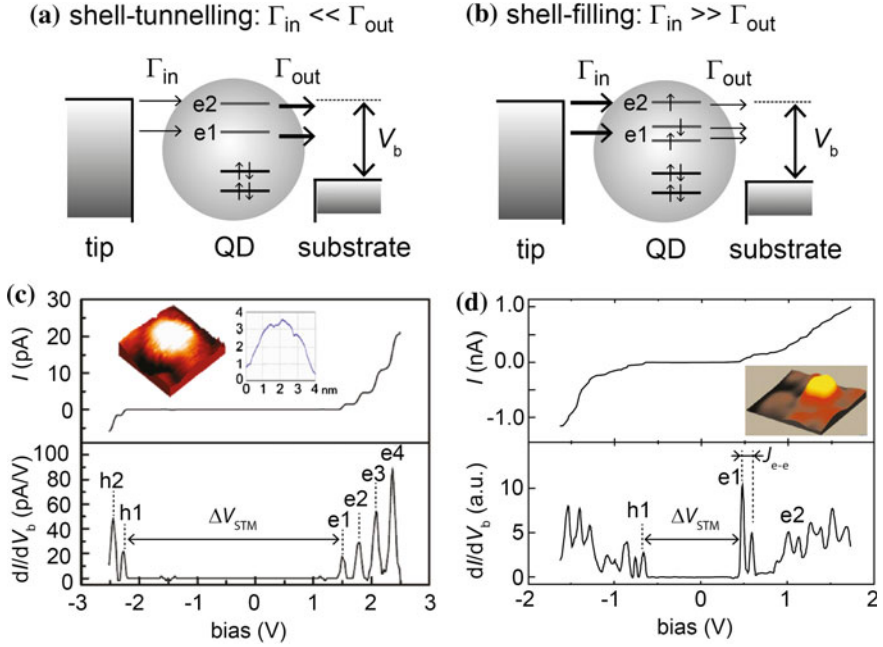 (a) shell-tunnelling: Γin << Γout
(b) shell-filling: Γin >> Γout
Γin
Γout
e2
e1
Vb
tip
QD
substrate
Γin
Γout
e2
e1
Vb
tip
QD
substrate
(c)
30
20
10
0
I (pA)
4
3
2
1
0
0 1 2 3 4 nm
100
80
60
40
20
0
dI/dVb (pA/V)
h2
h1
ΔVSTM
e1
e2
e3
e4
-3 -2 -1 0 1 2 3
bias (V)
(d)
1.0
0.0
-1.0
I (nA)
10
5
0
dI/dVb (a.u.)
h1
ΔVSTM
e1
Je-e
e2
-2 -1 0 1 2
bias (V)